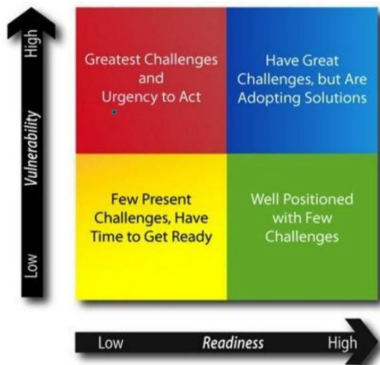 High
Vulnerability
Low
Greatest Challenges
and
Urgency to Act
Have Great
Challenges, but Are
Adopting Solutions
Few Present
Challenges, Have
Time to Get Ready
Well Positioned
with Few
Challenges
Low Readiness High